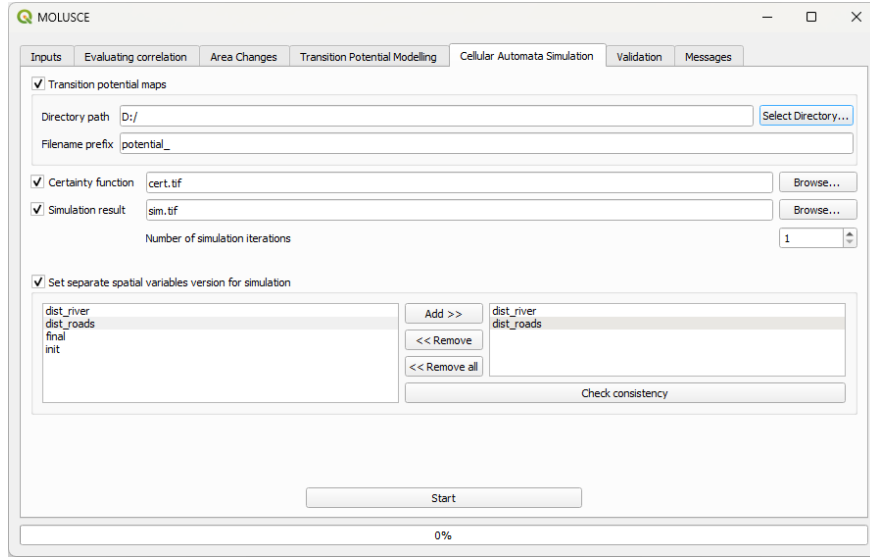 MOLUSCE
Inputs Evaluating correlation Area Changes Transition Potential Modelling Cellular Automata Simulation Validation Messages
Transition potential maps
Directory path D:/ Select Directory...
Filename prefix potential_
Certainty function cert.tif Browse...
Simulation result sim.tif Browse...
Number of simulation iterations 1
Set separate spatial variables version for simulation
dist_river
dist_roads
final
init
Add >>
<< Remove
<< Remove all
dist_river
dist_roads
Check consistency
Start
0%